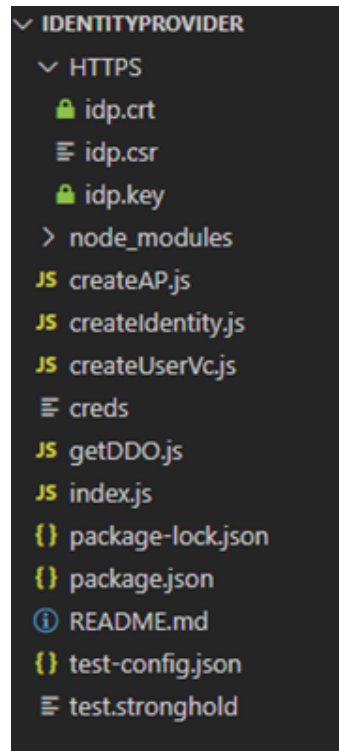 IDENTITYPROVIDER
HTTPS
idp.crt
idp.csr
idp.key
node_modules
JS createAP.js
JS createIdentity.js
JS createUserVc.js
creds
JS getDDO.js
JS index.js
{} package-lock.json
{} package.json
README.md
{} test-config.json
test.stronghold